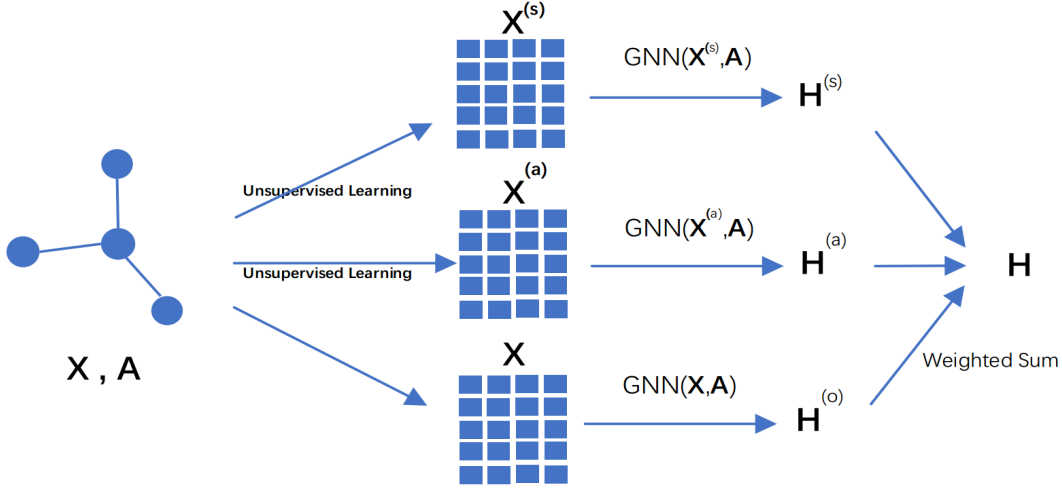 X^(s)
GNN(X^(s),A)
H^(s)
Unsupervised Learning
X^(a)
GNN(X^(a),A)
H^(a)
Unsupervised Learning
H
X , A
X
GNN(X,A)
H^(o)
Weighted Sum